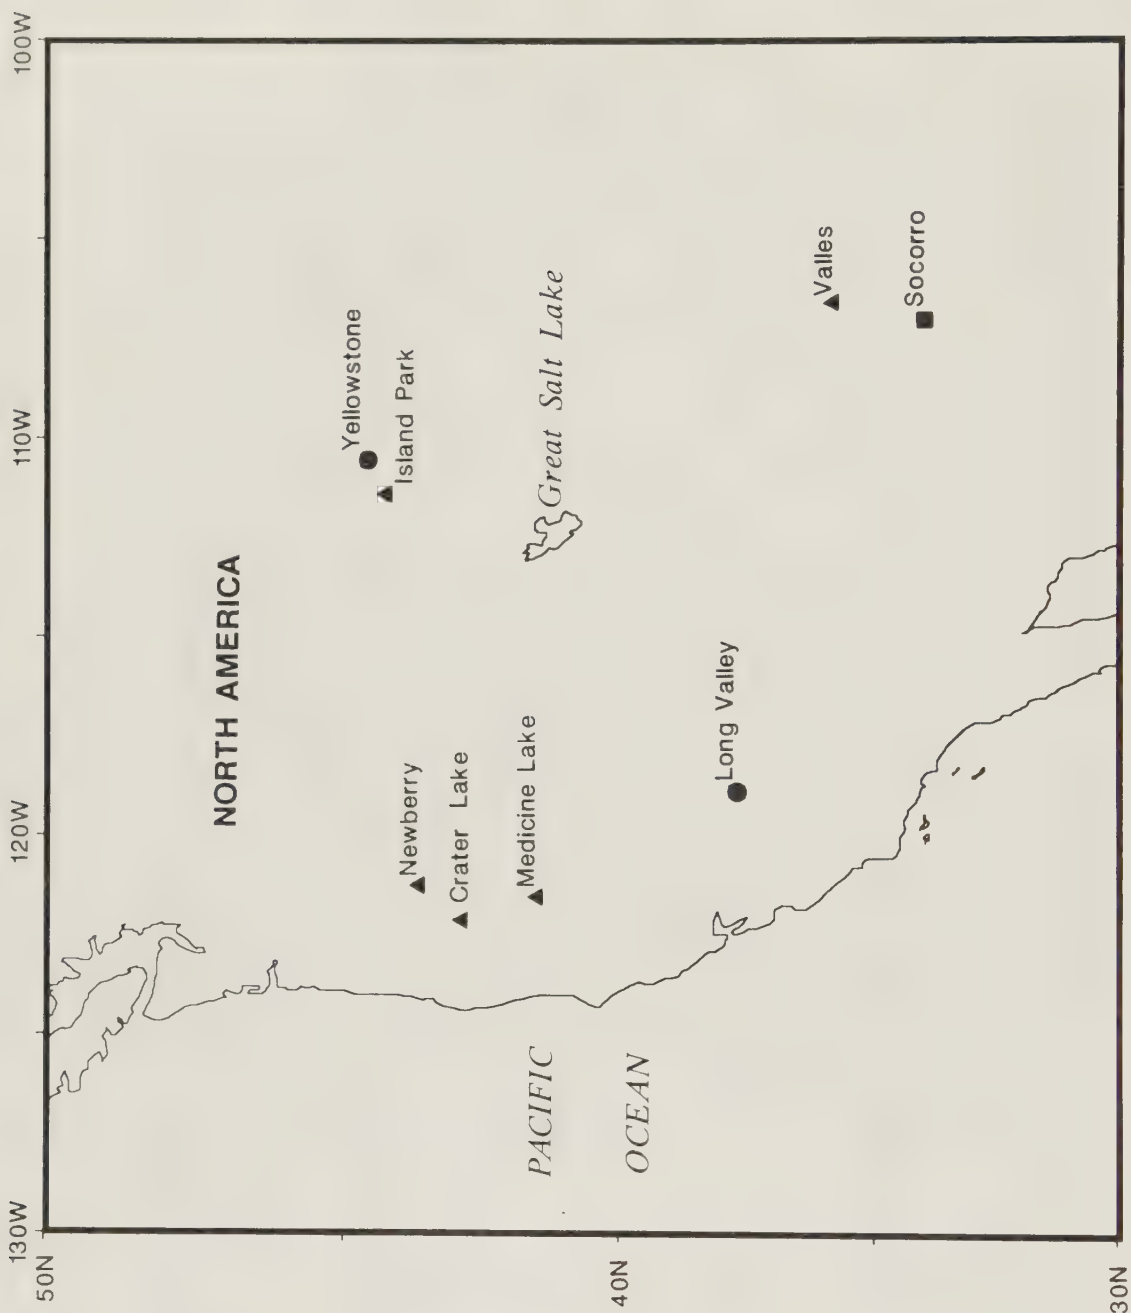 130W
120W
110W
100W
50N
40N
30N
NORTH AMERICA
Yellowstone
Island Park
Newberry
Crater Lake
Medicine Lake
Great Salt Lake
Long Valley
Valles
Socorro
PACIFIC
OCEAN